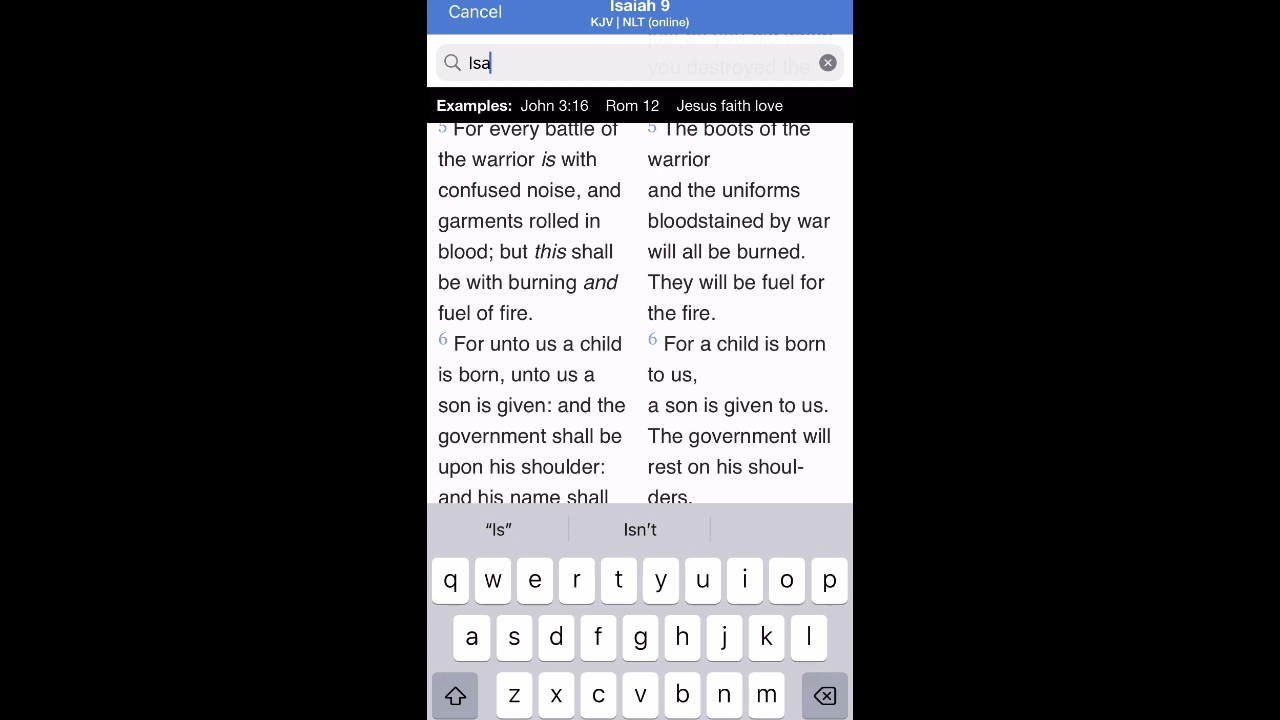 Isaiah 9
Cancel
KJV | NLT (online)
you destroyed the
Isa
Examples: John 3:16 Rom 12 Jesus faith love
5 For every battle of
the warrior is with
confused noise, and
garments rolled in
blood; but this shall
be with burning and
fuel of fire.
6 For unto us a child
is born, unto us a
son is given: and the
government shall be
upon his shoulder:
and his name shall
5 The boots of the
warrior
and the uniforms
bloodstained by war
will all be burned.
They will be fuel for
the fire.
6 For a child is born
to us,
a son is given to us.
The government will
rest on his shoul-
ders.
“Is” Isn’t
q w e r t y u i o p
a s d f g h j k l
z x c v b n m